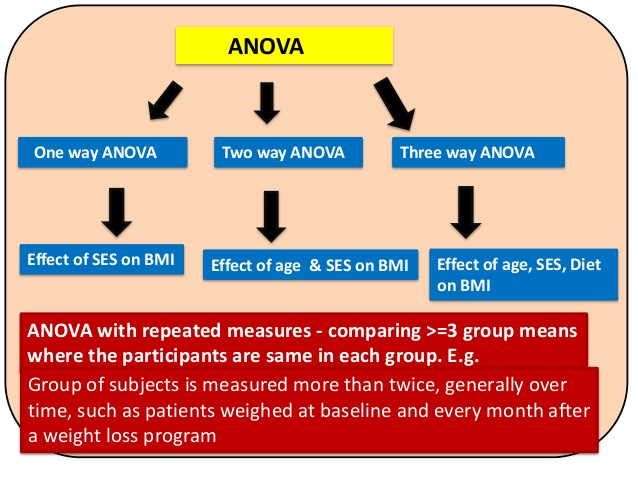 ANOVA
One way ANOVA
Two way ANOVA
Three way ANOVA
Effect of SES on BMI
Effect of age & SES on BMI
Effect of age, SES, Diet
on BMI
ANOVA with repeated measures - comparing >=3 group means
where the participants are same in each group. E.g.
Group of subjects is measured more than twice, generally over
time, such as patients weighed at baseline and every month after
a weight loss program